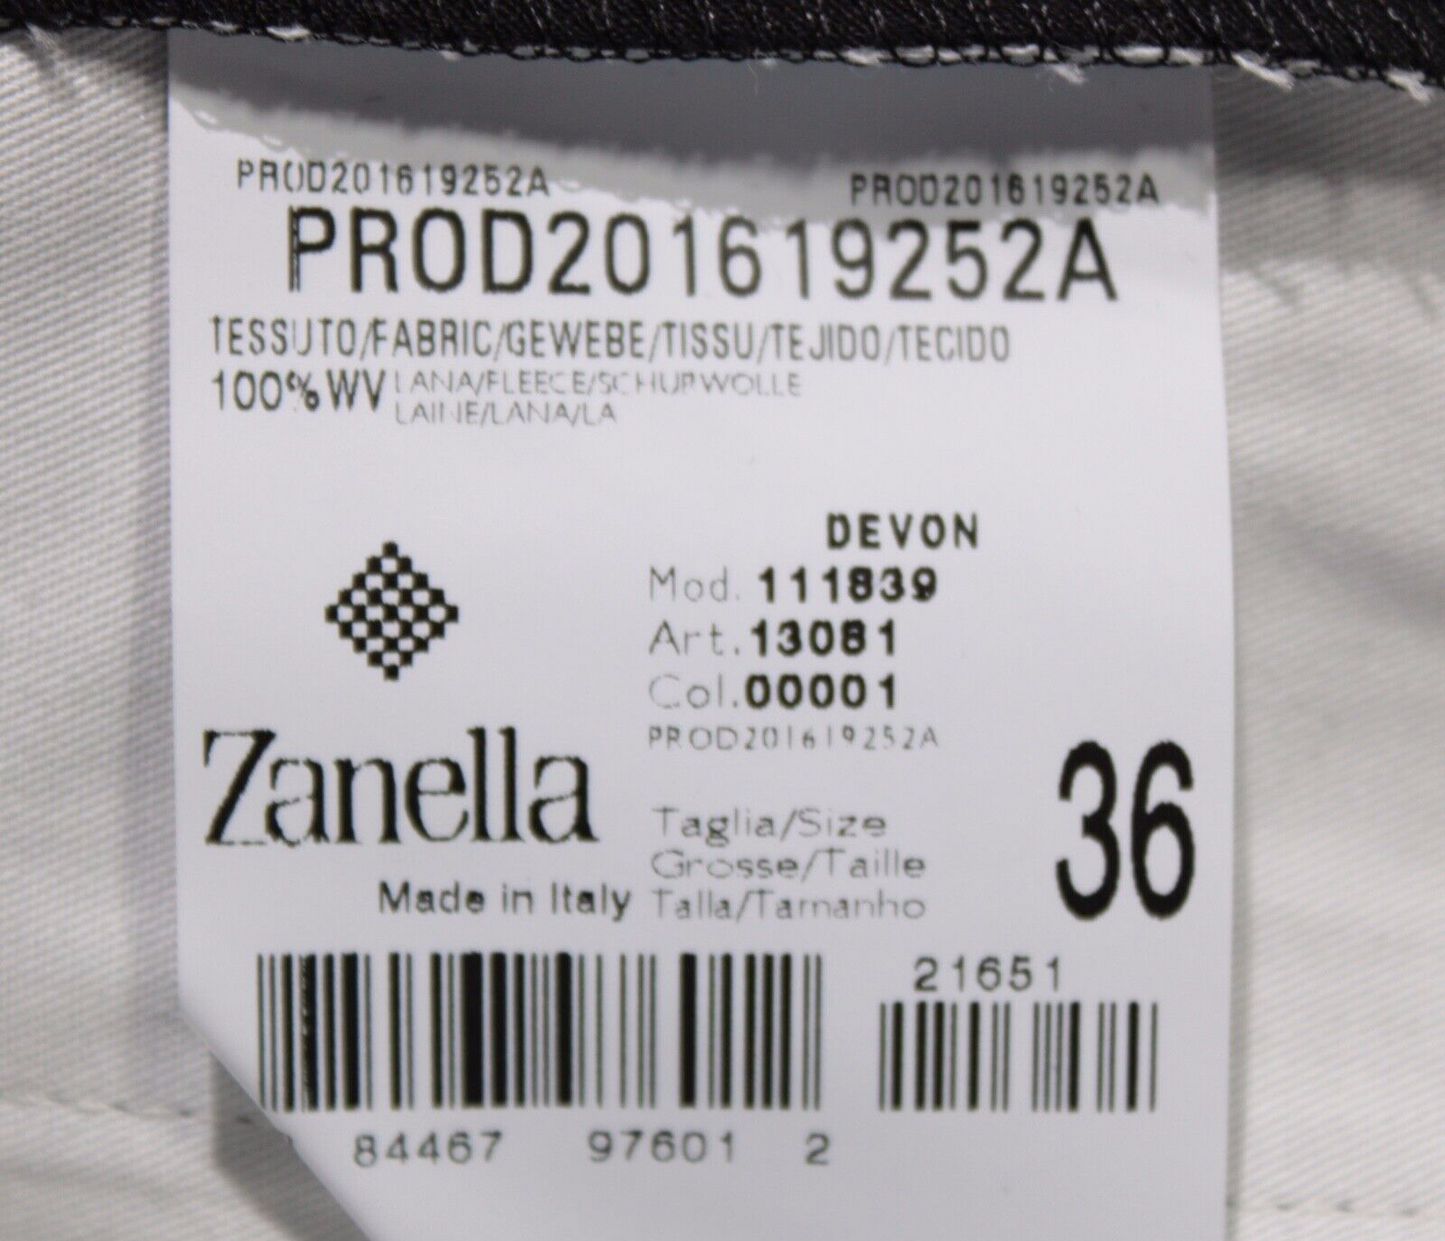 PROD201619252A PROD201619252A
PROD201619252A
TESSUTO/FABRIC/GEWEBE/TISSU/TEJIDO/TECIDO
100% WV LANA/FLEECE/SCHURWOLLE
LAINE/LANA/LA
DEVON
Mod. 111839
Art. 13081
Col. 00001
PROD201619252A
Zanella
Made in Italy
Taglia/Size
Grosse/Taille
Talla/Tamanho
36
21651
84467 97601 2